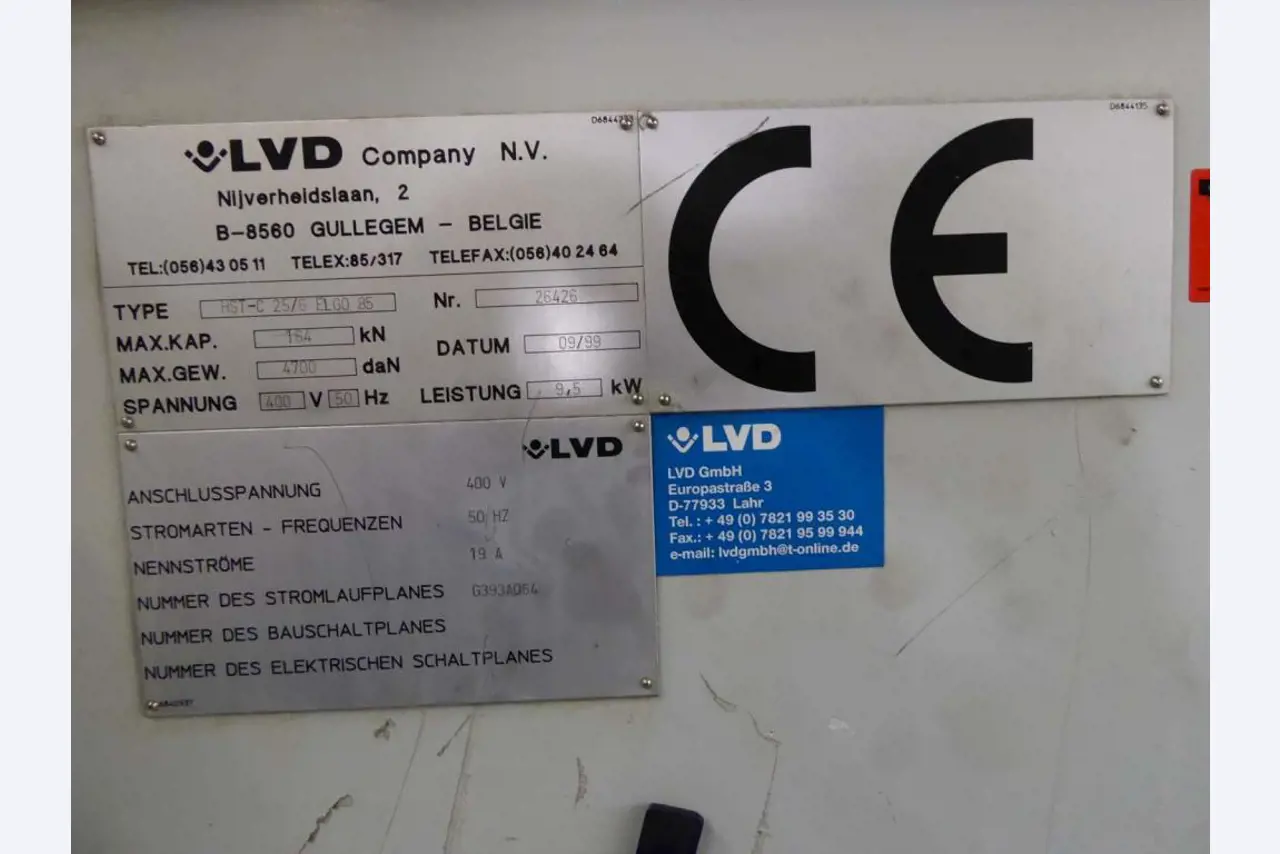 D6844
LVD Company N.V.
Nijverheidslaan, 2
B-8560 GULLEGEM - BELGIE
TEL:(056)43 05 11 TELEX:85/317 TELEFAX:(056)40 24 64
TYPE HST-C 25/6 ELGO 85 Nr. 26426
MAX.KAP. 164 kN
DATUM 09/99
MAX.GEW. 4700 daN
SPANNUNG 400 V 50 Hz LEISTUNG 9,5 kW
D6844135
CE
LVD
ANSCHLUSSPANNUNG 400 V
STROMARTEN - FREQUENZEN 50 HZ
NENNSTRÖME 19 A
NUMMER DES STROMLAUFPLANES G393A064
NUMMER DES BAUSCHALTPLANES
NUMMER DES ELEKTRISCHEN SCHALTPLANES
LVD
LVD GmbH
Europastraße 3
D-77933 Lahr
Tel. : + 49 (0) 7821 99 35 30
Fax.: + 49 (0) 7821 95 99 944
e-mail: lvdgmbh@t-online.de